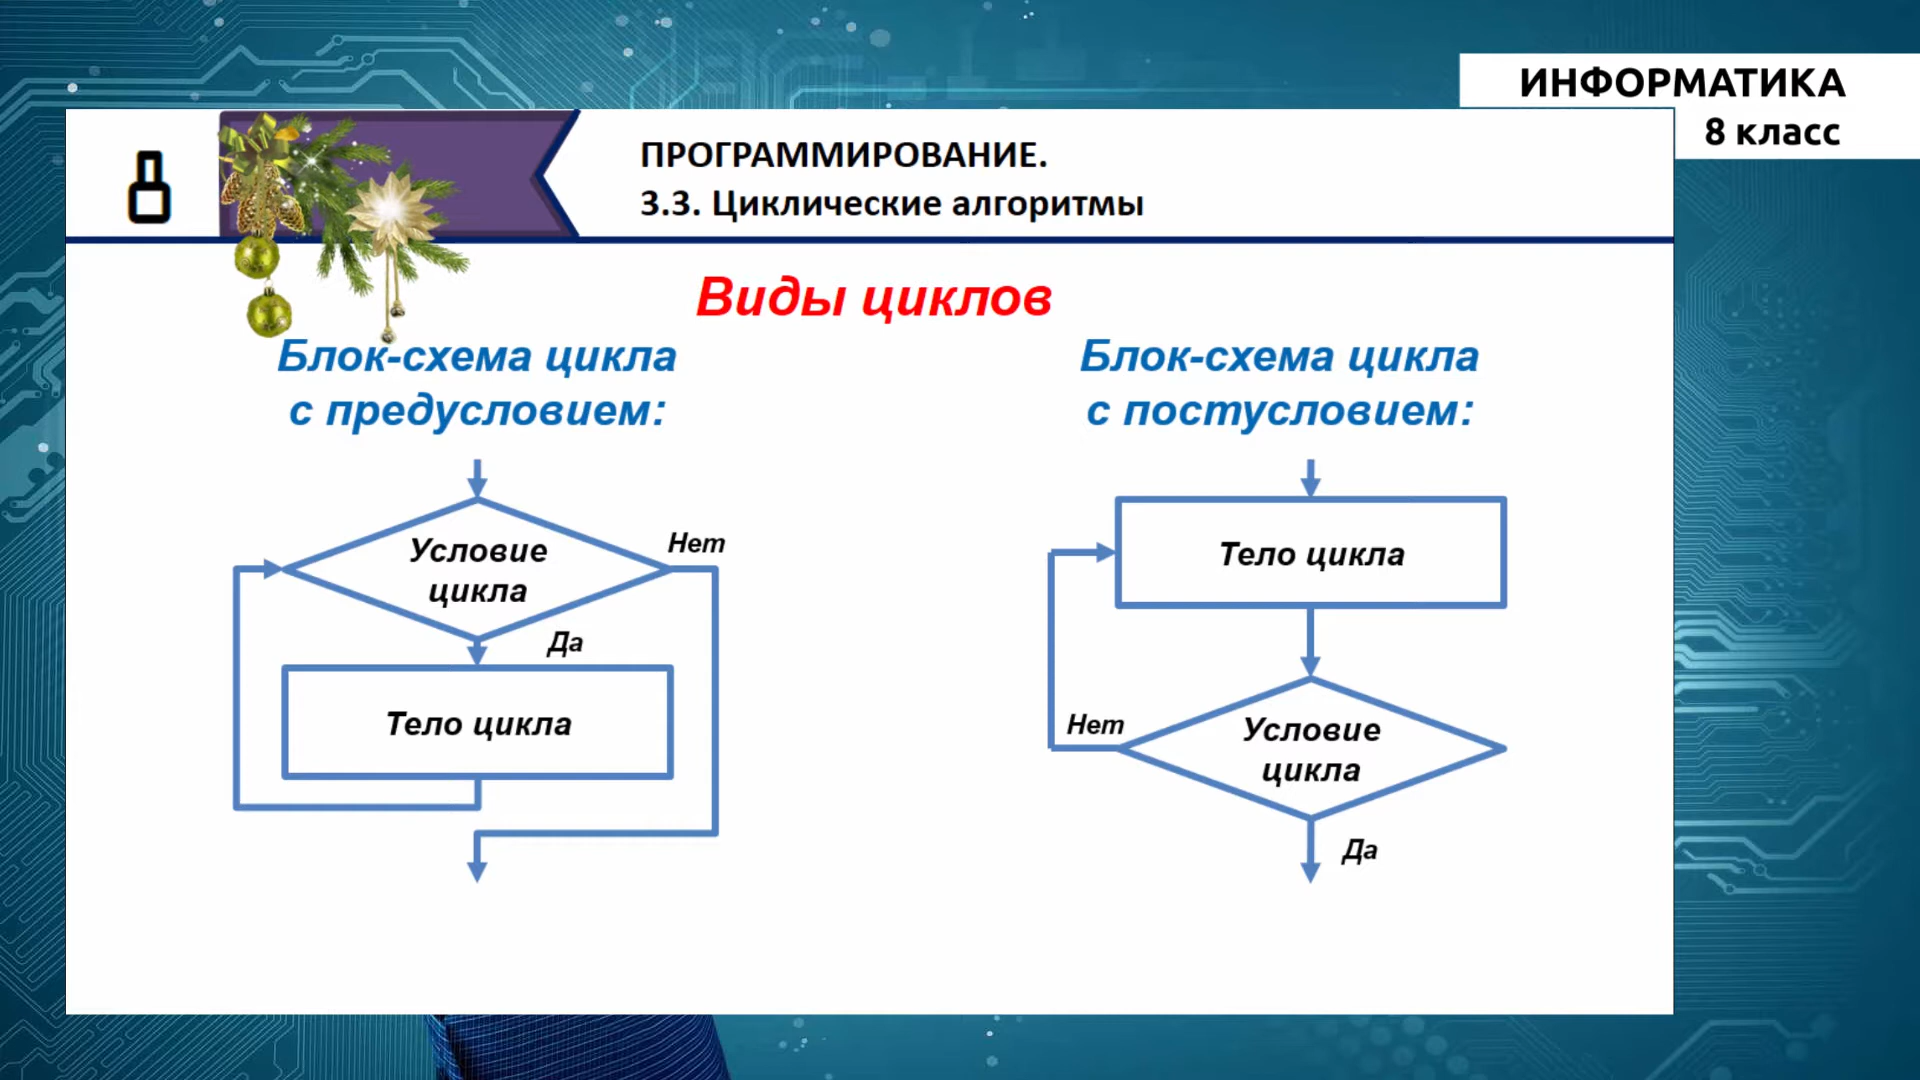 ИНФОРМАТИКА
8 класс
8
ПРОГРАММИРОВАНИЕ.
3.3. Циклические алгоритмы
Виды циклов
Блок-схема цикла
с предусловием:
Условие
цикла
Нет
Да
Тело цикла
Блок-схема цикла
с постусловием:
Тело цикла
Нет
Условие
цикла
Да